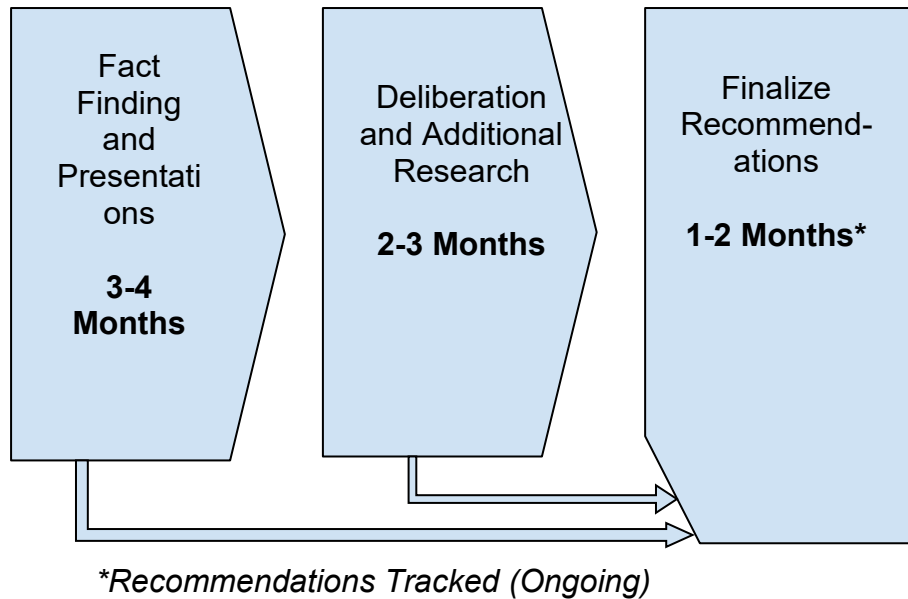 Fact
Finding
and
Presentati
ons
3-4
Months
Deliberation
and Additional
Research
2-3 Months
Finalize
Recommend-
ations
1-2 Months*
*Recommendations Tracked (Ongoing)